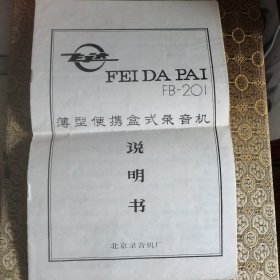 FEI DA PAI
FB-201
薄型便携盒式录音机
说
明
书
北京录音机厂